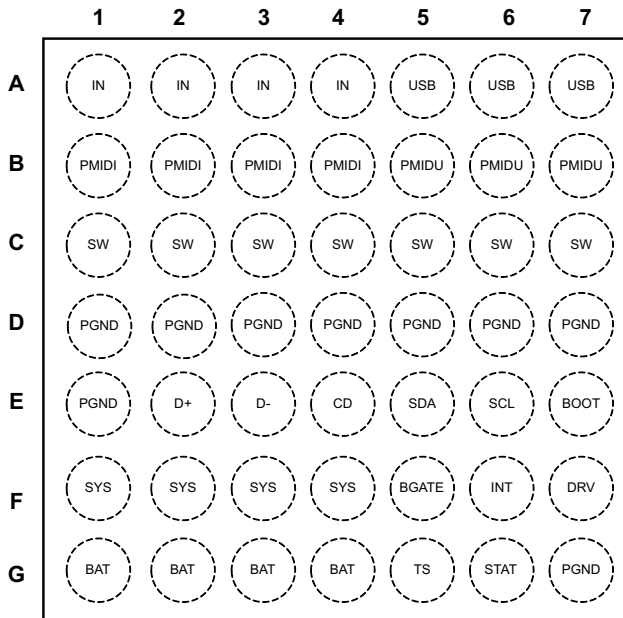 1 2 3 4 5 6 7
A IN IN IN IN USB USB USB
B PMIDI PMIDI PMIDI PMIDI PMIDU PMIDU PMIDU
C SW SW SW SW SW SW SW
D PGND PGND PGND PGND PGND PGND PGND
E PGND D+ D- CD SDA SCL BOOT
F SYS SYS SYS SYS BGATE INT DRV
G BAT BAT BAT BAT TS STAT PGND